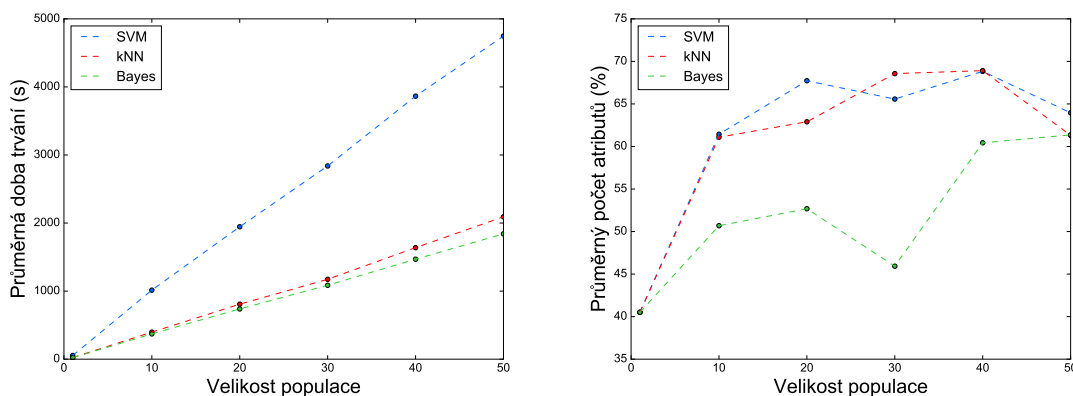 Průměrná doba trvání (s)
5000
4000
3000
2000
1000
0
SVM
kNN
Bayes
0
10
20
30
40
50
Velikost populace
Průměrný počet atributů (%)
75
70
65
60
55
50
45
40
35
SVM
kNN
Bayes
0
10
20
30
40
50
Velikost populace